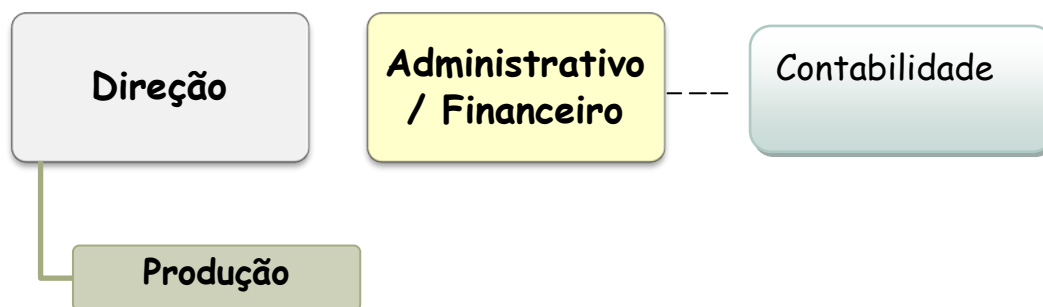 Direção
Administrativo
/ Financeiro
Contabilidade
Produção